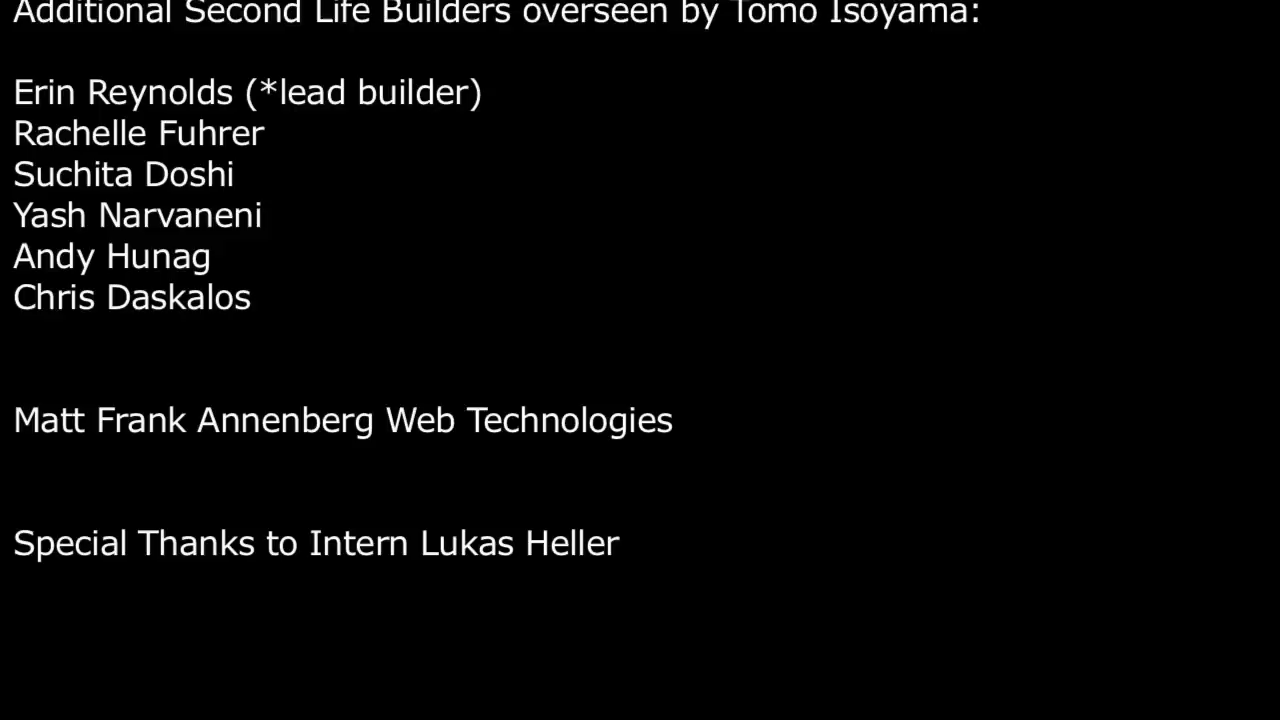 Additional Second Life Builders overseen by Tomo Isoyama:
Erin Reynolds (*lead builder)
Rachelle Fuhrer
Suchita Doshi
Yash Narvaneni
Andy Hunag
Chris Daskalos
Matt Frank Annenberg Web Technologies
Special Thanks to Intern Lukas Heller